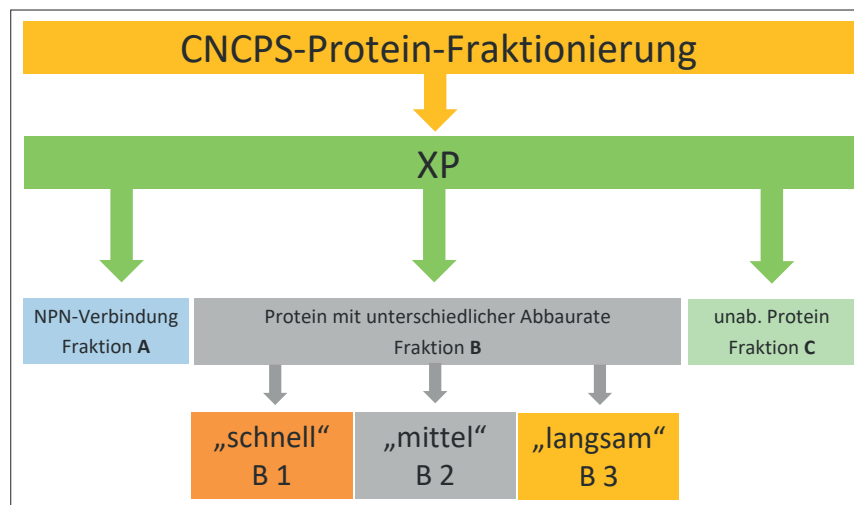 CNCPS-Protein-Fraktionierung
XP
NPN-Verbindung
Fraktion A
Protein mit unterschiedlicher Abbaurate
Fraktion B
unab. Protein
Fraktion C
„schnell“
B 1
„mittel“
B 2
„langsam“
B 3